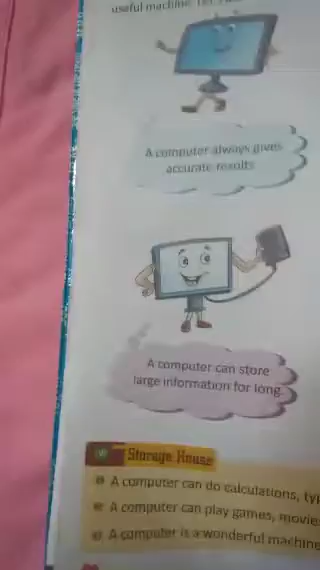 useful machine.
A computer always gives
accurate results
A computer can store
large information for long
Storage House
A computer can do calculations,
A computer can play games,
A computer is a wonderful machine